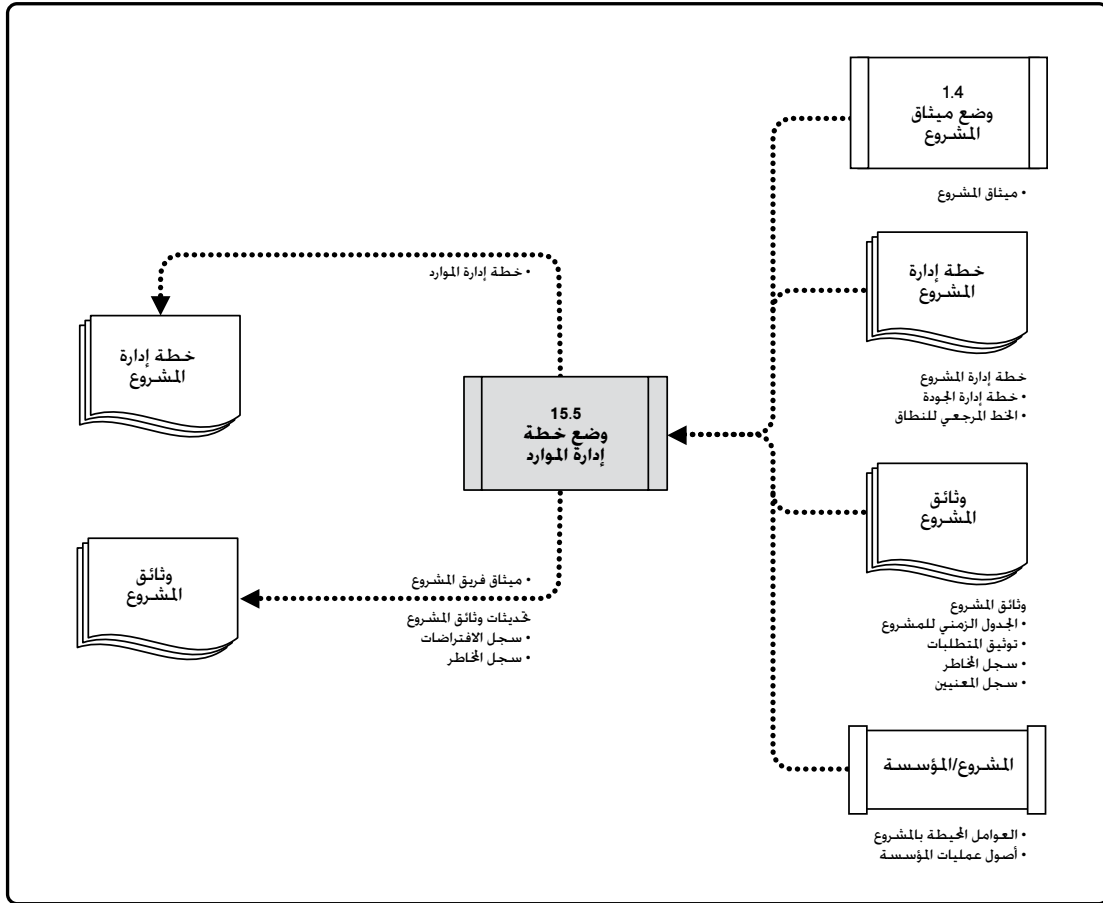 1.4
وضع ميثاق
المشروع
• ميثاق المشروع
خطة إدارة
المشروع
خطة إدارة المشروع
• خطة إدارة الجودة
• الخط المرجعي للنطاق
وثائق
المشروع
وثائق المشروع
• الجدول الزمني للمشروع
• توثيق المتطلبات
• سجل المخاطر
• سجل المعنيين
المشروع/المؤسسة
• العوامل المحيطة بالمشروع
• أصول عمليات المؤسسة
15.5
وضع خطة
إدارة الموارد
• خطة إدارة الموارد
خطة إدارة
المشروع
• ميثاق فريق المشروع
تحديثات وثائق المشروع
• سجل الافتراضات
• سجل المخاطر
وثائق
المشروع